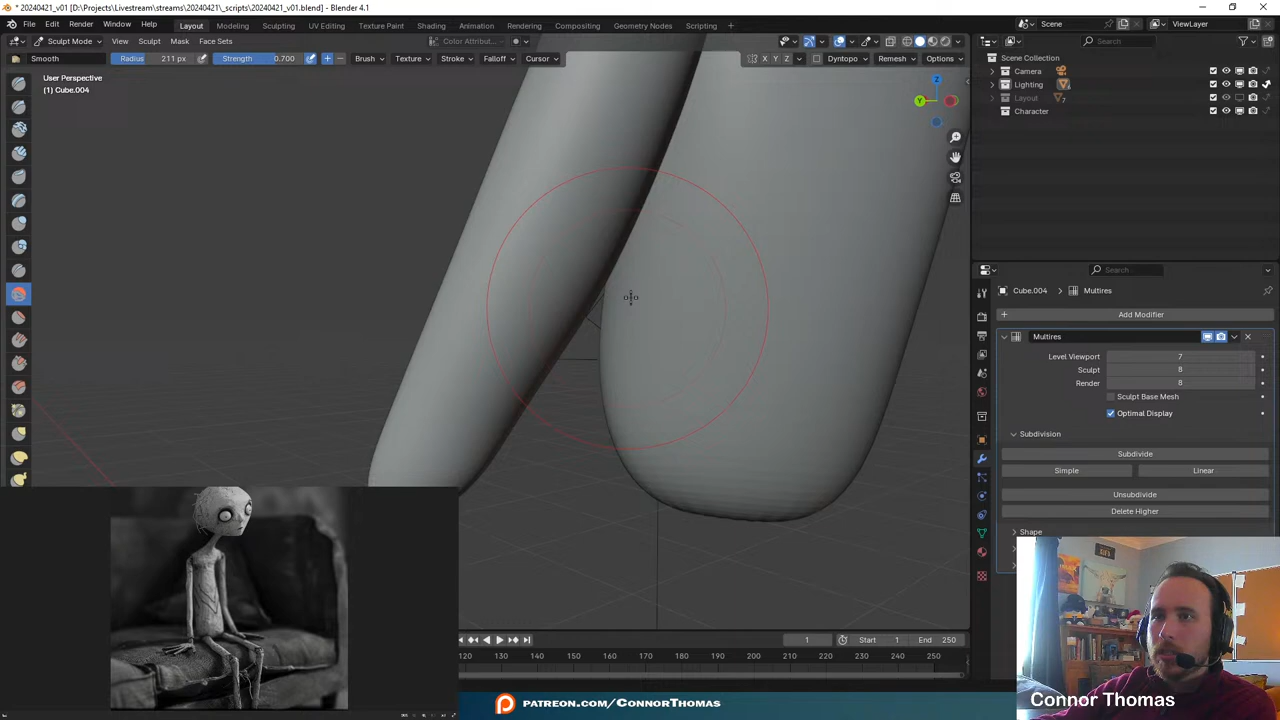 * 20240421_v01 [D:\Projects\Livestream\streams\20240421\_scripts\20240421_v01.blend] - Blender 4.1
File Edit Render Window Help Layout Modeling Sculpting UV Editing Texture Paint Shading Animation Rendering Compositing Geometry Nodes Scripting + Scene ViewLayer
Sculpt Mode View Sculpt Mask Face Sets Color Attribut... Search
Smooth Radius 211 px Strength 0.700 Brush Texture Stroke Falloff Cursor X Y Z Dyntopo Remesh Options
User Perspective
(1) Cube.004
Scene Collection
Camera
Lighting
Layout 7
Character
Search
Cube.004 Multires
Add Modifier
Multires
Level Viewport 7
Sculpt 8
Render 8
Sculpt Base Mesh
Optimal Display
Subdivision
Subdivide
Simple Linear
Unsubdivide
Delete Higher
Shape
1 Start 1 End 250
120 130 140 150 160 170 180 190 200 210 220 230 240 250
PATREON.COM/CONNORTHOMAS
Connor Thomas